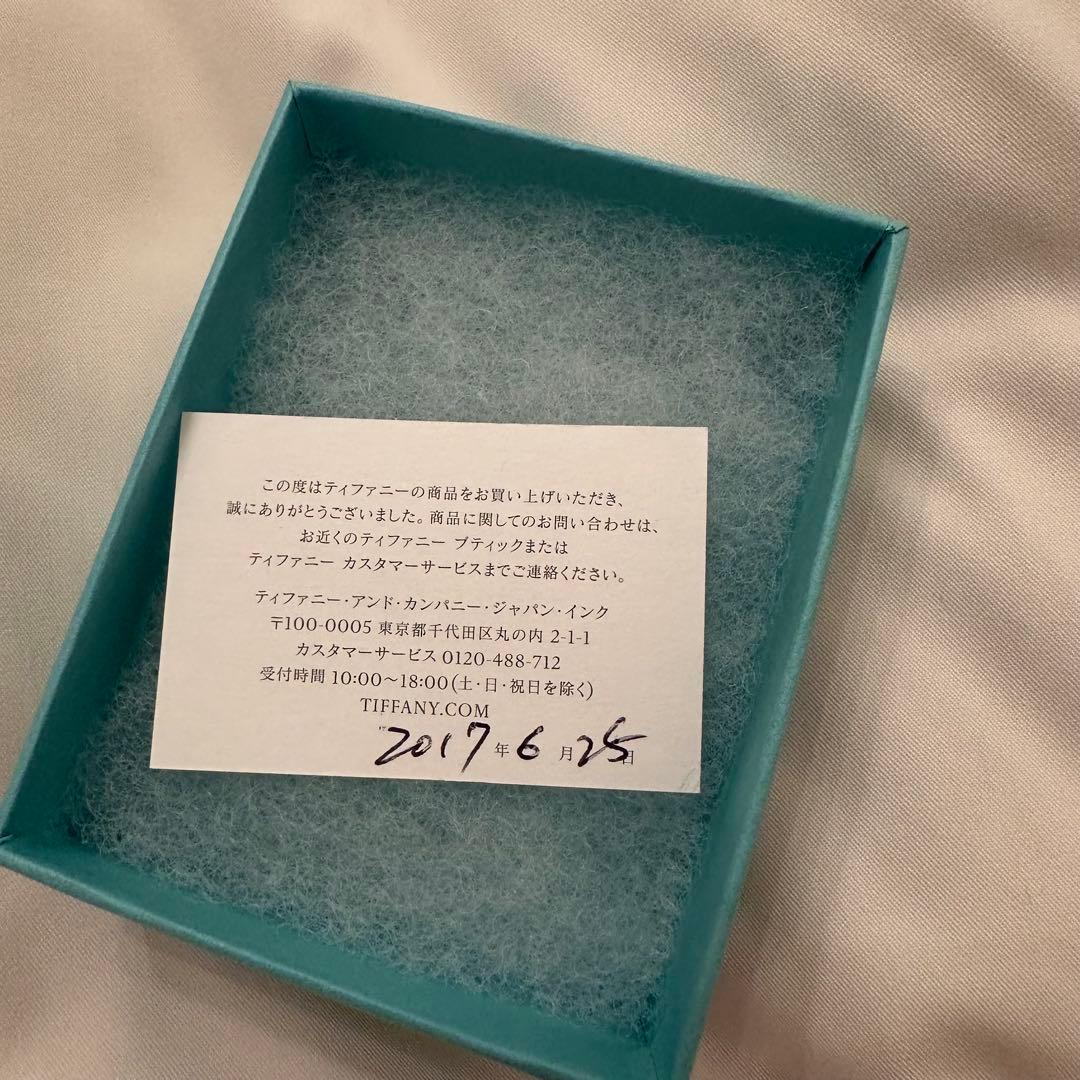 この度はティファニーの商品をお買い上げいただき、
誠にありがとうございました。商品に関してのお問い合わせは、
お近くのティファニー ブティックまたは
ティファニー カスタマーサービスまでご連絡ください。
ティファニー・アンド・カンパニー・ジャパン・インク
〒100-0005 東京都千代田区丸の内 2-1-1
カスタマーサービス 0120-488-712
受付時間 10:00〜18:00(土・日・祝日を除く)
TIFFANY.COM
2017年6月25日